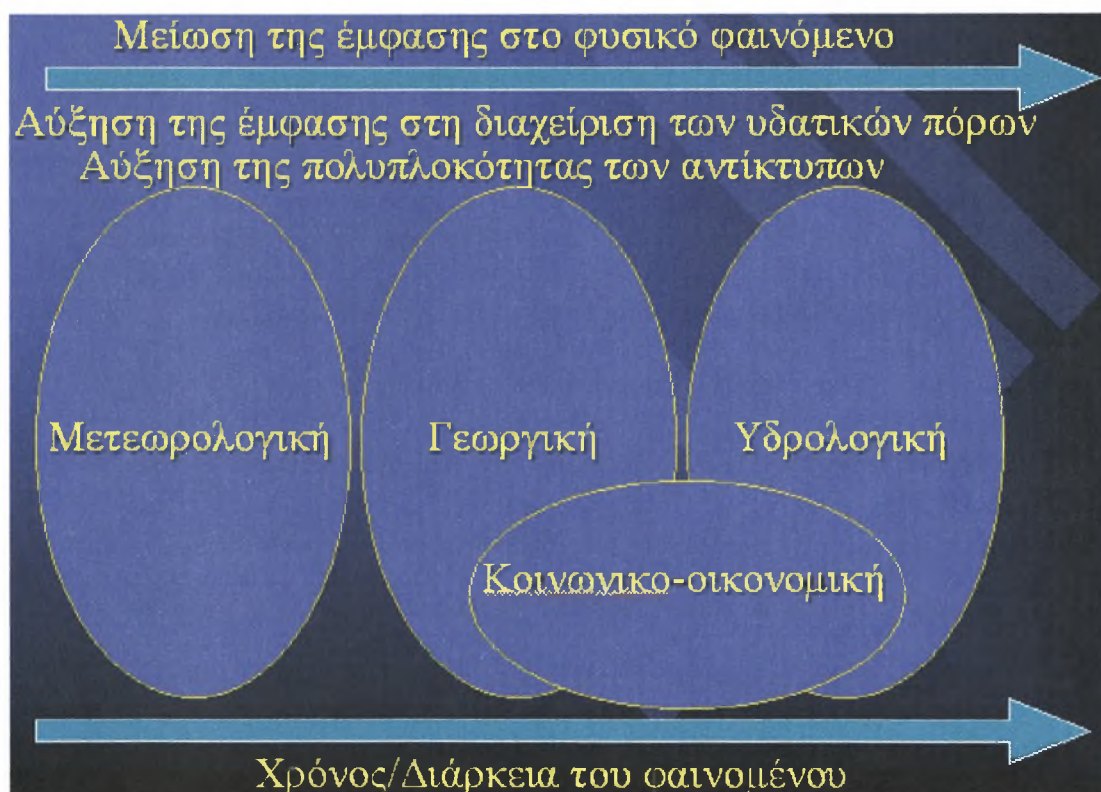 Μείωση της έμφασης στο φυσικό φαινόμενο
Αύξηση της έμφασης στη διαχείριση των υδατικών πόρων
Αύξηση της πολυπλοκότητας των αντίκτυπων
Μετεωρολογική
Γεωργική
Υδρολογική
Κοινωνικο-οικονομική
Χρόνος/Διάρκεια του φαινομένου